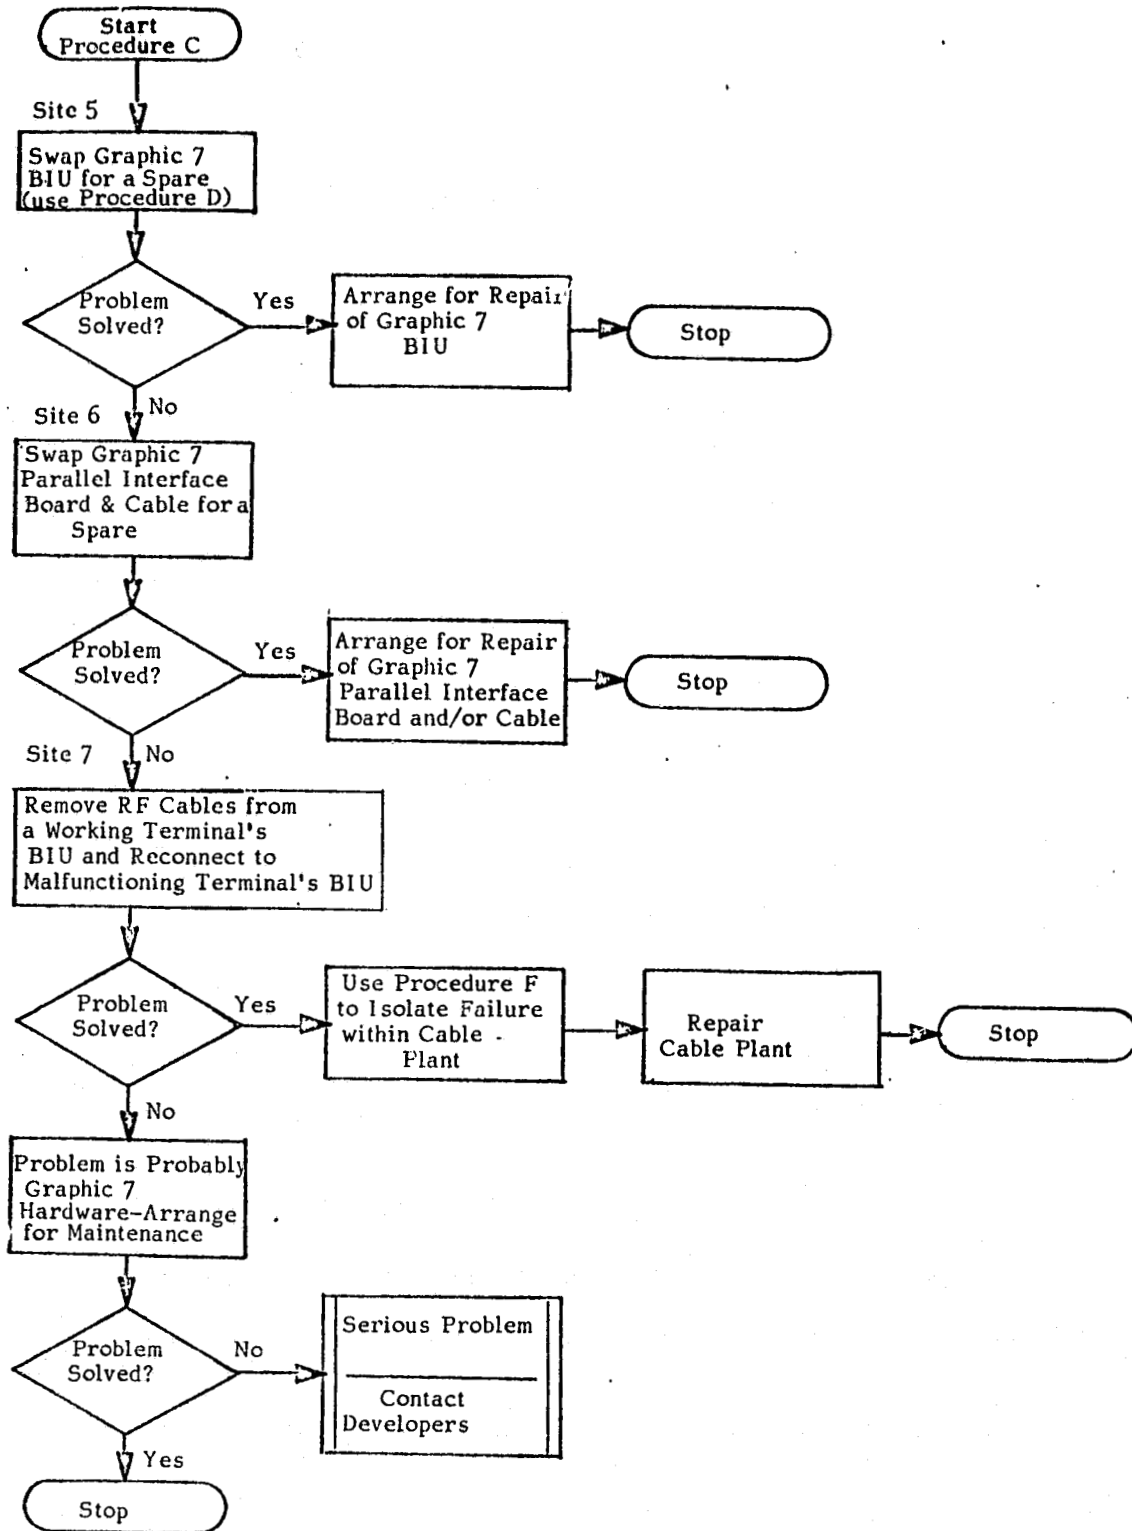 Start
Procedure C
Site 5
Swap Graphic 7
BIU for a Spare
(use Procedure D)
Problem
Solved?
Yes
Arrange for Repair
of Graphic 7
BIU
Stop
No
Site 6
Swap Graphic 7
Parallel Interface
Board & Cable for a
Spare
Problem
Solved?
Yes
Arrange for Repair
of Graphic 7
Parallel Interface
Board and/or Cable
Stop
Site 7
No
Remove RF Cables from
a Working Terminal's
BIU and Reconnect to
Malfunctioning Terminal's BIU
Problem
Solved?
Yes
Use Procedure F
to Isolate Failure
within Cable
Plant
Repair
Cable Plant
Stop
No
Problem is Probably
Graphic 7
Hardware-Arrange
for Maintenance
Problem
Solved?
No
Serious Problem
Contact
Developers
Yes
Stop